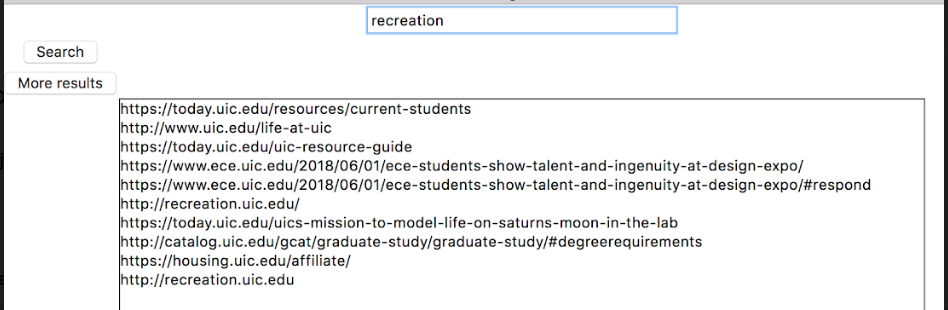 recreation
Search
More results
https://today.uic.edu/resources/current-students
http://www.uic.edu/life-at-uic
https://today.uic.edu/uic-resource-guide
https://www.ece.uic.edu/2018/06/01/ece-students-show-talent-and-ingenuity-at-design-expo/
https://www.ece.uic.edu/2018/06/01/ece-students-show-talent-and-ingenuity-at-design-expo/#respond
http://recreation.uic.edu/
https://today.uic.edu/uics-mission-to-model-life-on-saturns-moon-in-the-lab
http://catalog.uic.edu/gcat/graduate-study/graduate-study/#degreerequirements
https://housing.uic.edu/affiliate/
http://recreation.uic.edu